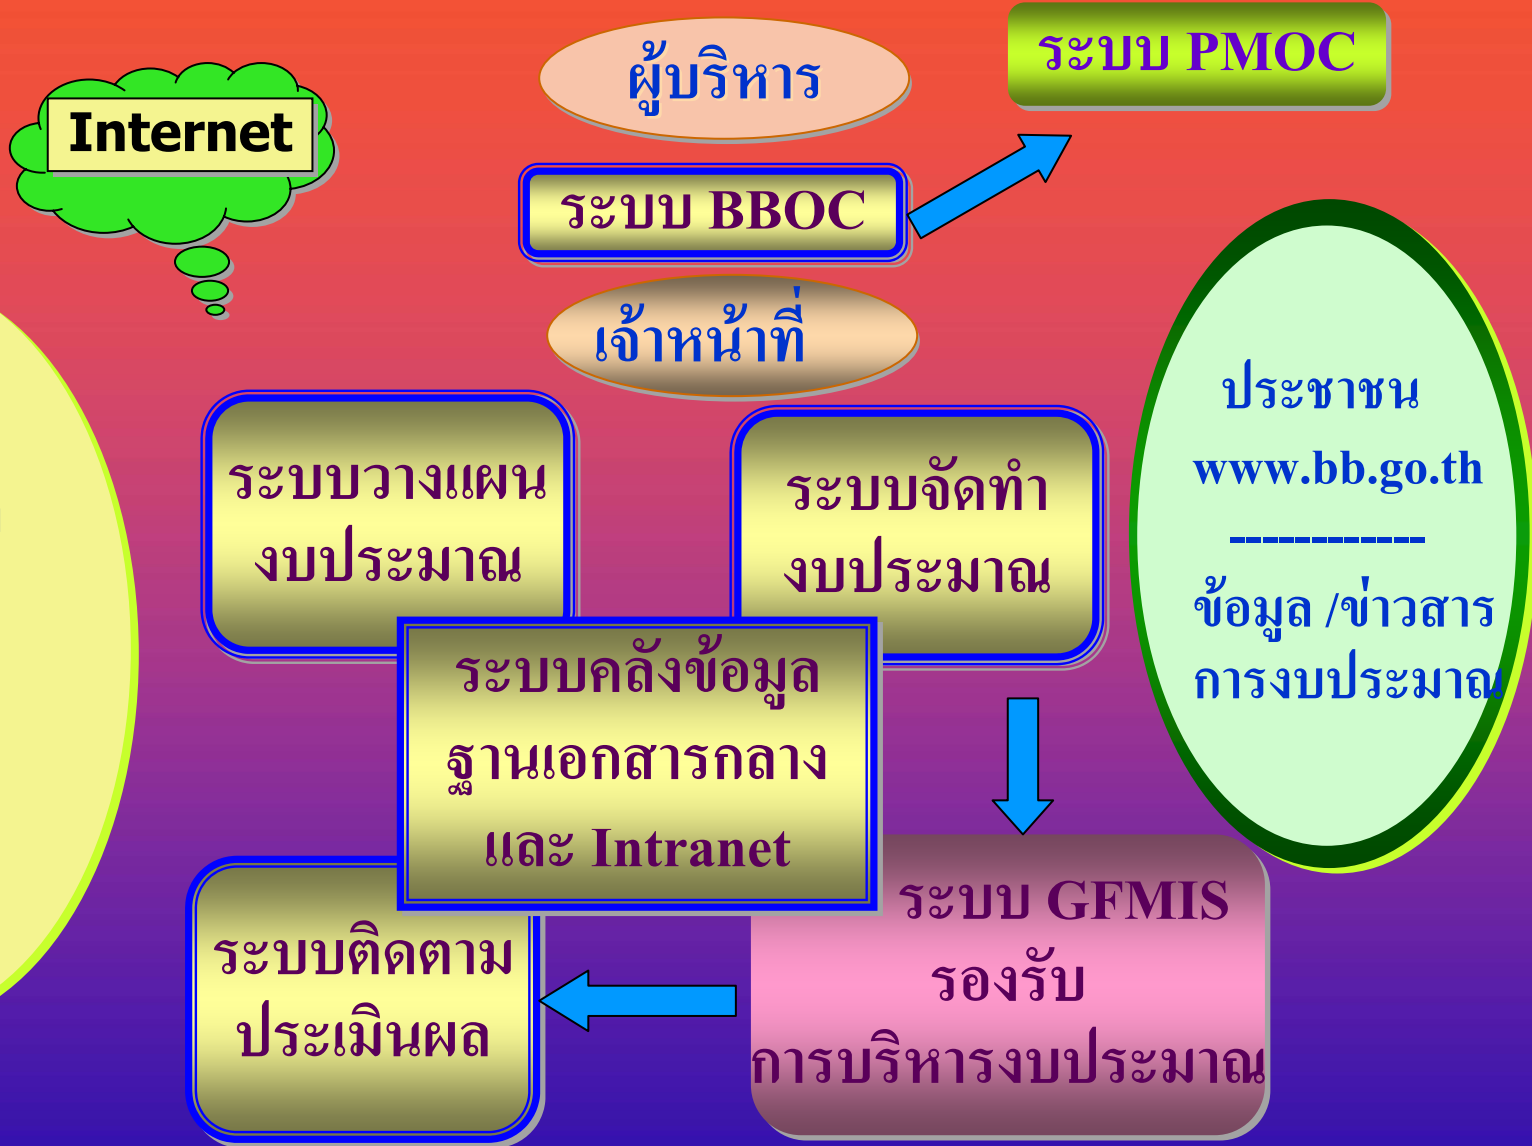 ผู้บริหาร
ระบบ PMOC
Internet
ระบบ BBOC
เจ้าหน้าที่
ระบบวางแผน
งบประมาณ
ระบบจัดทำ
งบประมาณ
ประชาชน
www.bb.go.th
------------
ข้อมูล /ข่าวสาร
การงบประมาณ
ระบบคลังข้อมูล
ฐานเอกสารกลาง
และ Intranet
ระบบ GFMIS
รองรับ
การบริหารงบประมาณ
ระบบติดตาม
ประเมินผล